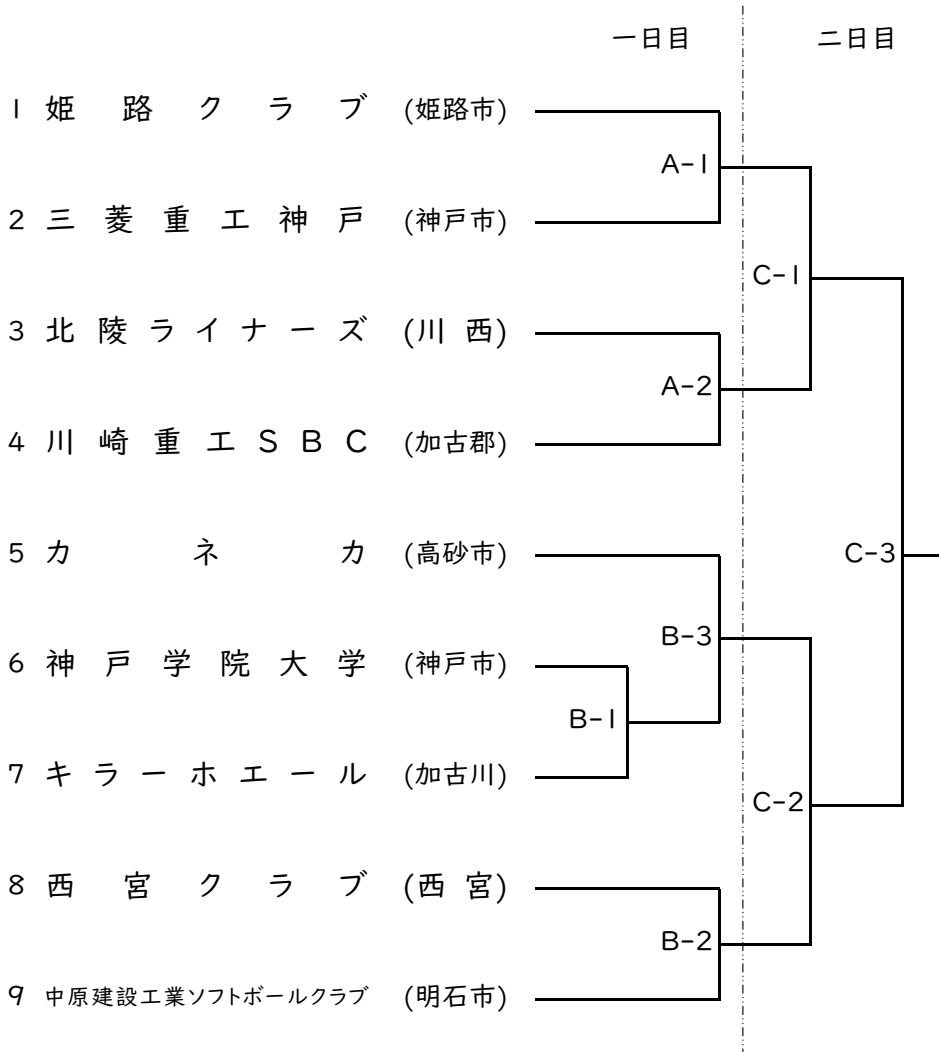 一日目 二日目
1 姫路クラブ (姫路市)
A-1
2 三菱重工神戸 (神戸市)
C-1
3 北陵ライナーズ (川西)
A-2
4 川崎重工SBC (加古郡)
5 カネカ (高砂市)
C-3
B-3
6 神戸学院大学 (神戸市)
B-1
7 キラーホエール (加古川)
C-2
8 西宮クラブ (西宮)
B-2
9 中原建設工業ソフトボールクラブ (明石市)